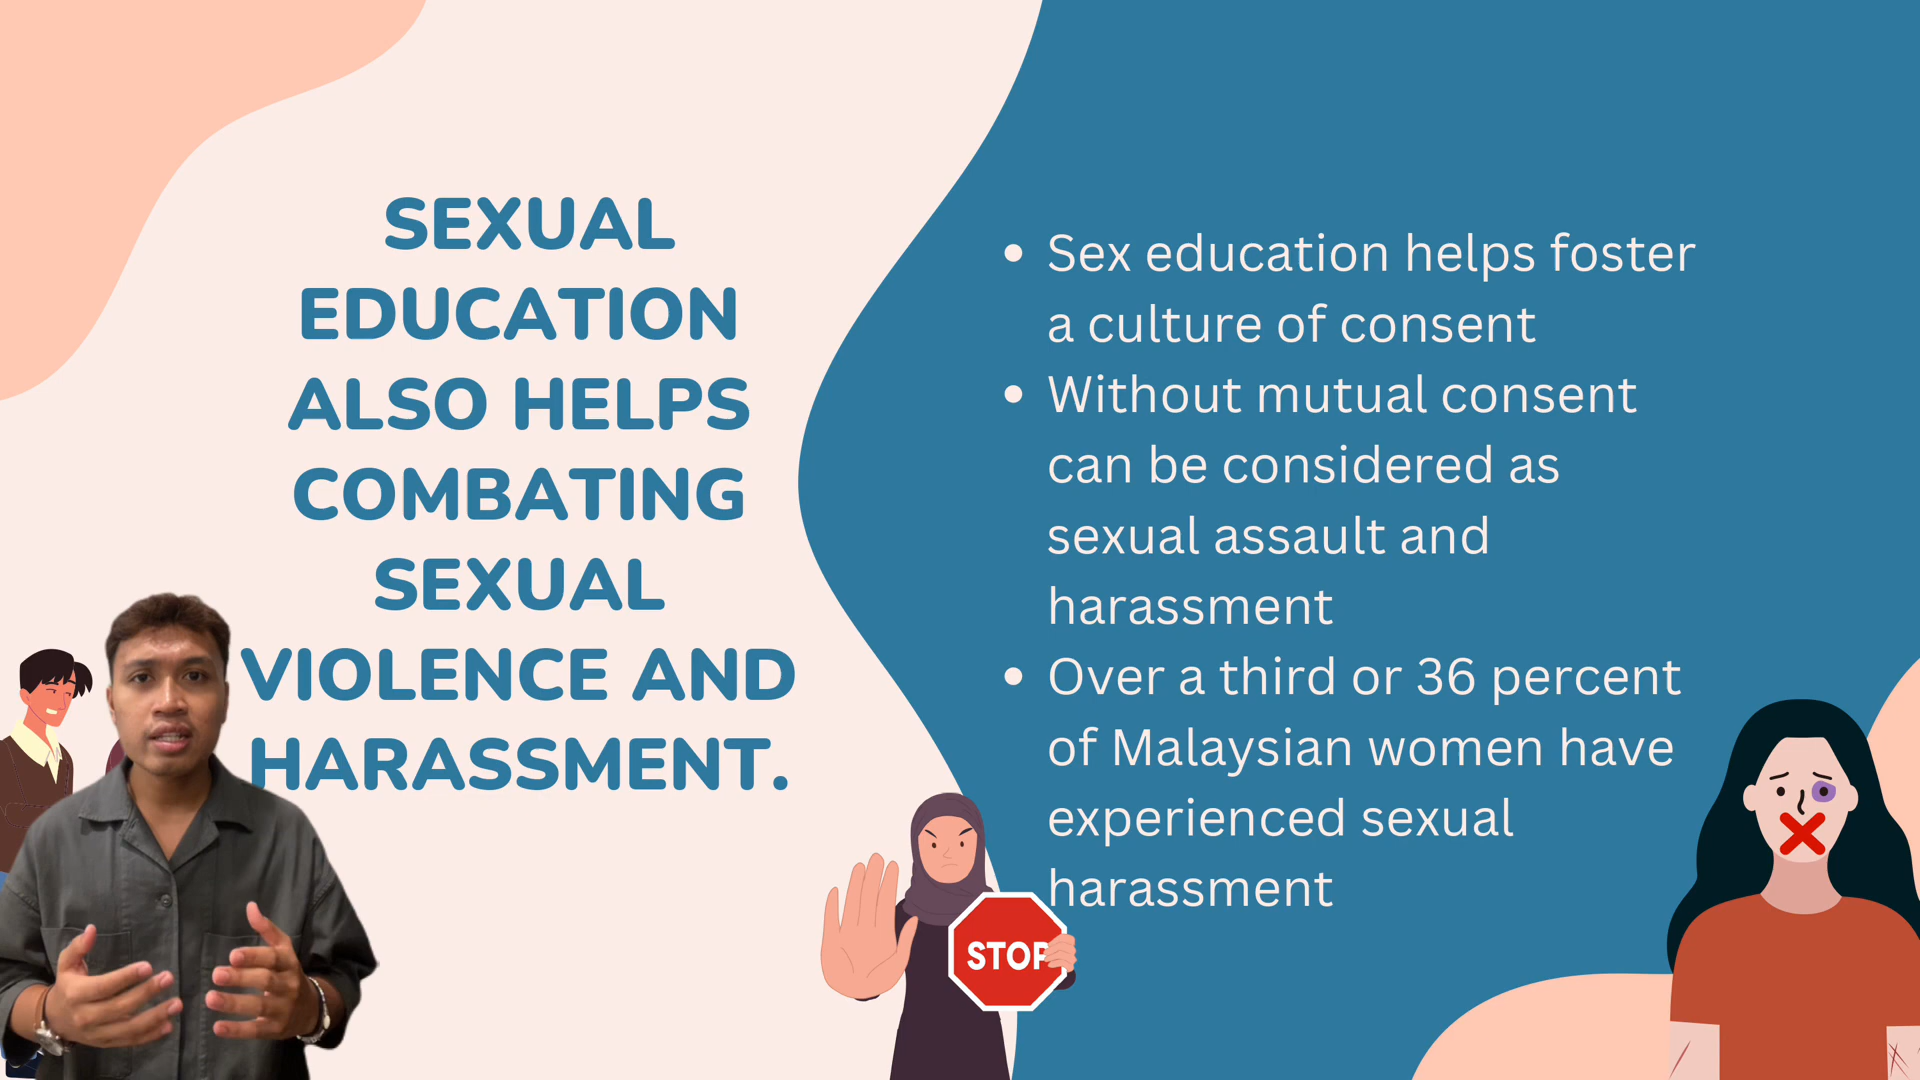 SEXUAL
EDUCATION
ALSO HELPS
COMBATING
SEXUAL
VIOLENCE AND
HARASSMENT.
• Sex education helps foster
a culture of consent
• Without mutual consent
can be considered as
sexual assault and
harassment
• Over a third or 36 percent
of Malaysian women have
experienced sexual
harassment
STOP